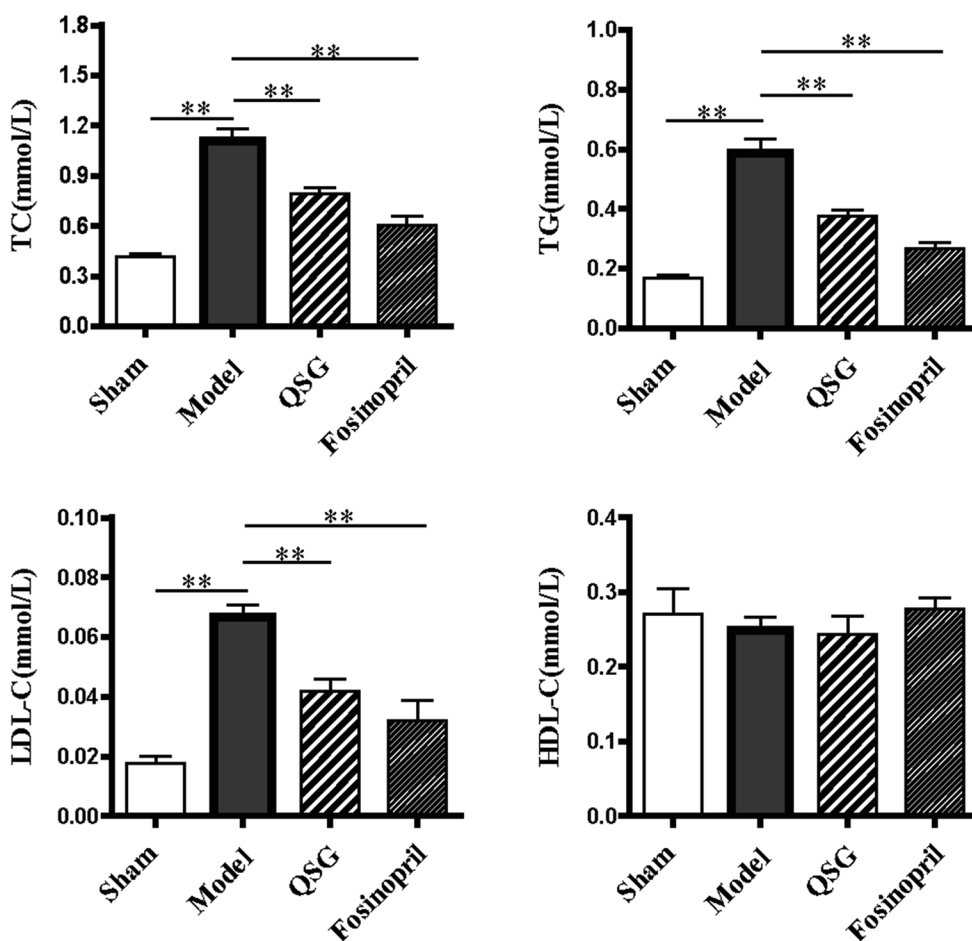 TC(mmol/L)
1.8
1.5
1.2
0.9
0.6
0.3
0.0
**
**
**
Sham
Model
QSG
Fosinopril
TG(mmol/L)
1.0
0.8
0.6
0.4
0.2
0.0
**
**
**
Sham
Model
QSG
Fosinopril
LDL-C(mmol/L)
0.10
0.08
0.06
0.04
0.02
0.00
**
**
**
Sham
Model
QSG
Fosinopril
HDL-C(mmol/L)
0.4
0.3
0.2
0.1
0.0
Sham
Model
QSG
Fosinopril